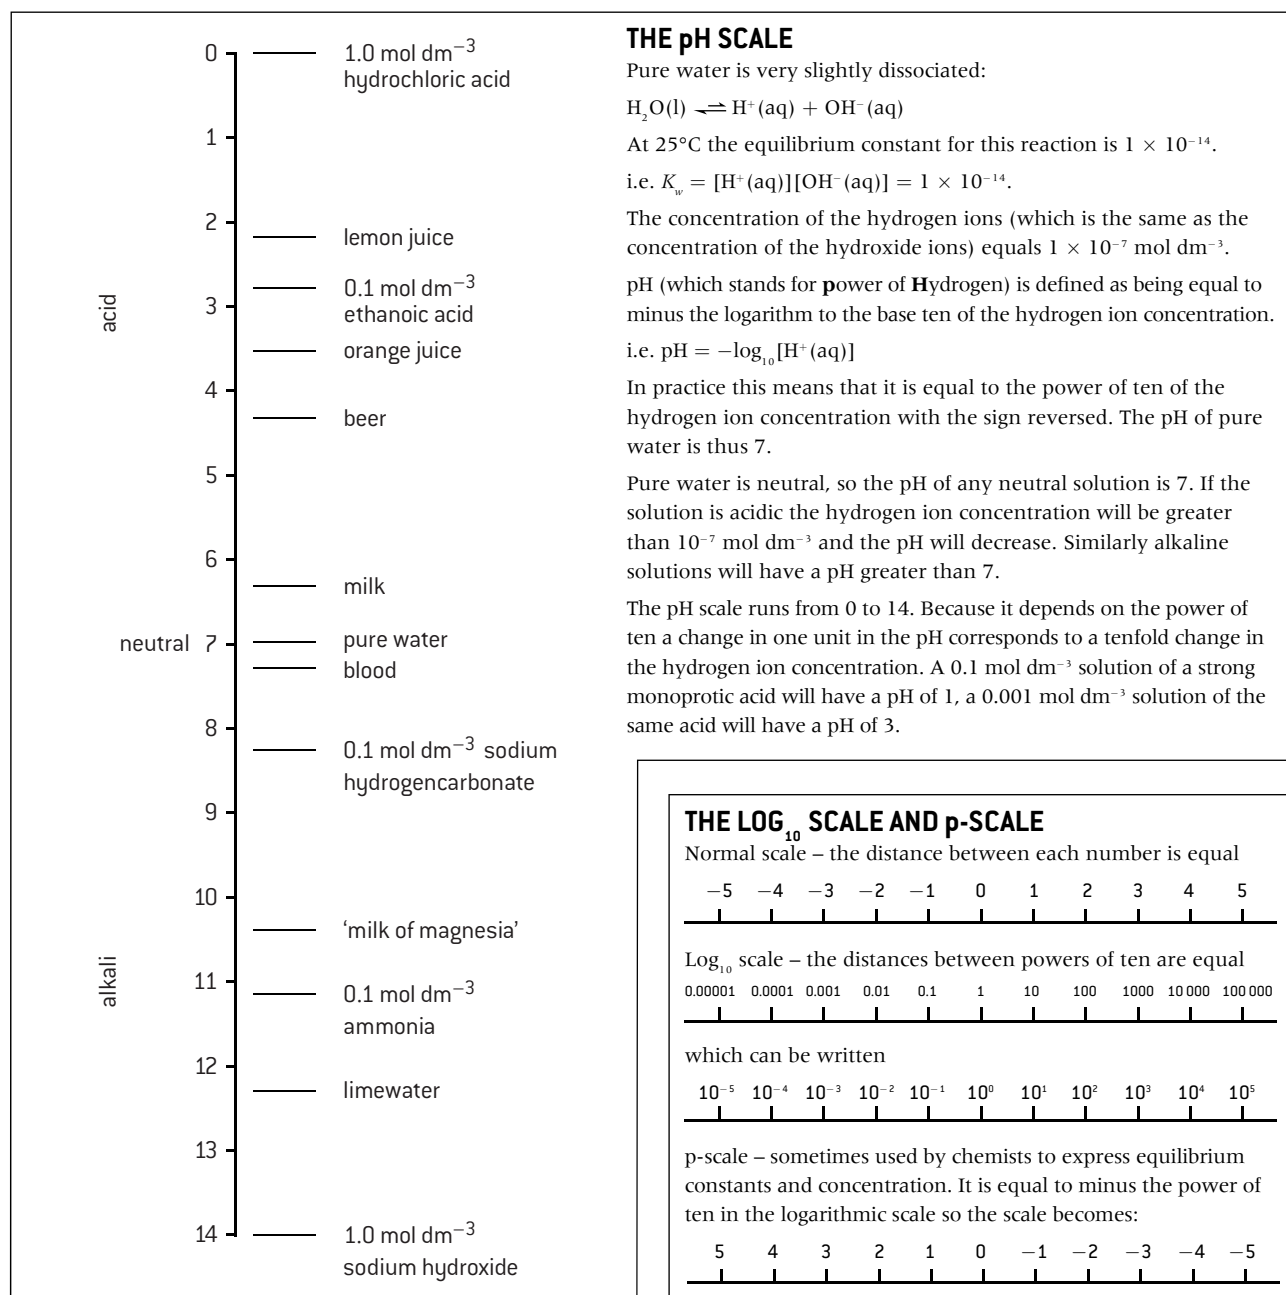 0
1.0 mol dm⁻³
hydrochloric acid
1
2
lemon juice
0.1 mol dm⁻³
ethanoic acid
3
acid
orange juice
4
beer
5
6
milk
neutral 7
pure water
blood
8
0.1 mol dm⁻³ sodium
hydrogencarbonate
9
10
'milk of magnesia'
alkali
11
0.1 mol dm⁻³
ammonia
12
limewater
13
14
1.0 mol dm⁻³
sodium hydroxide
THE pH SCALE
Pure water is very slightly dissociated:
H₂O(l) ⇌ H⁺(aq) + OH⁻(aq)
At 25°C the equilibrium constant for this reaction is 1 × 10⁻¹⁴.
i.e. K_w = [H⁺(aq)][OH⁻(aq)] = 1 × 10⁻¹⁴.
The concentration of the hydrogen ions (which is the same as the
concentration of the hydroxide ions) equals 1 × 10⁻⁷ mol dm⁻³.
pH (which stands for power of Hydrogen) is defined as being equal to
minus the logarithm to the base ten of the hydrogen ion concentration.
i.e. pH = −log₁₀[H⁺(aq)]
In practice this means that it is equal to the power of ten of the
hydrogen ion concentration with the sign reversed. The pH of pure
water is thus 7.
Pure water is neutral, so the pH of any neutral solution is 7. If the
solution is acidic the hydrogen ion concentration will be greater
than 10⁻⁷ mol dm⁻³ and the pH will decrease. Similarly alkaline
solutions will have a pH greater than 7.
The pH scale runs from 0 to 14. Because it depends on the power of
ten a change in one unit in the pH corresponds to a tenfold change in
the hydrogen ion concentration. A 0.1 mol dm⁻³ solution of a strong
monoprotic acid will have a pH of 1, a 0.001 mol dm⁻³ solution of the
same acid will have a pH of 3.
THE LOG₁₀ SCALE AND p-SCALE
Normal scale – the distance between each number is equal
−5 −4 −3 −2 −1 0 1 2 3 4 5
Log₁₀ scale – the distances between powers of ten are equal
0.00001 0.0001 0.001 0.01 0.1 1 10 100 1000 10 000 100 000
which can be written
10⁻⁵ 10⁻⁴ 10⁻³ 10⁻² 10⁻¹ 10⁰ 10¹ 10² 10³ 10⁴ 10⁵
p-scale – sometimes used by chemists to express equilibrium
constants and concentration. It is equal to minus the power of
ten in the logarithmic scale so the scale becomes:
5 4 3 2 1 0 −1 −2 −3 −4 −5